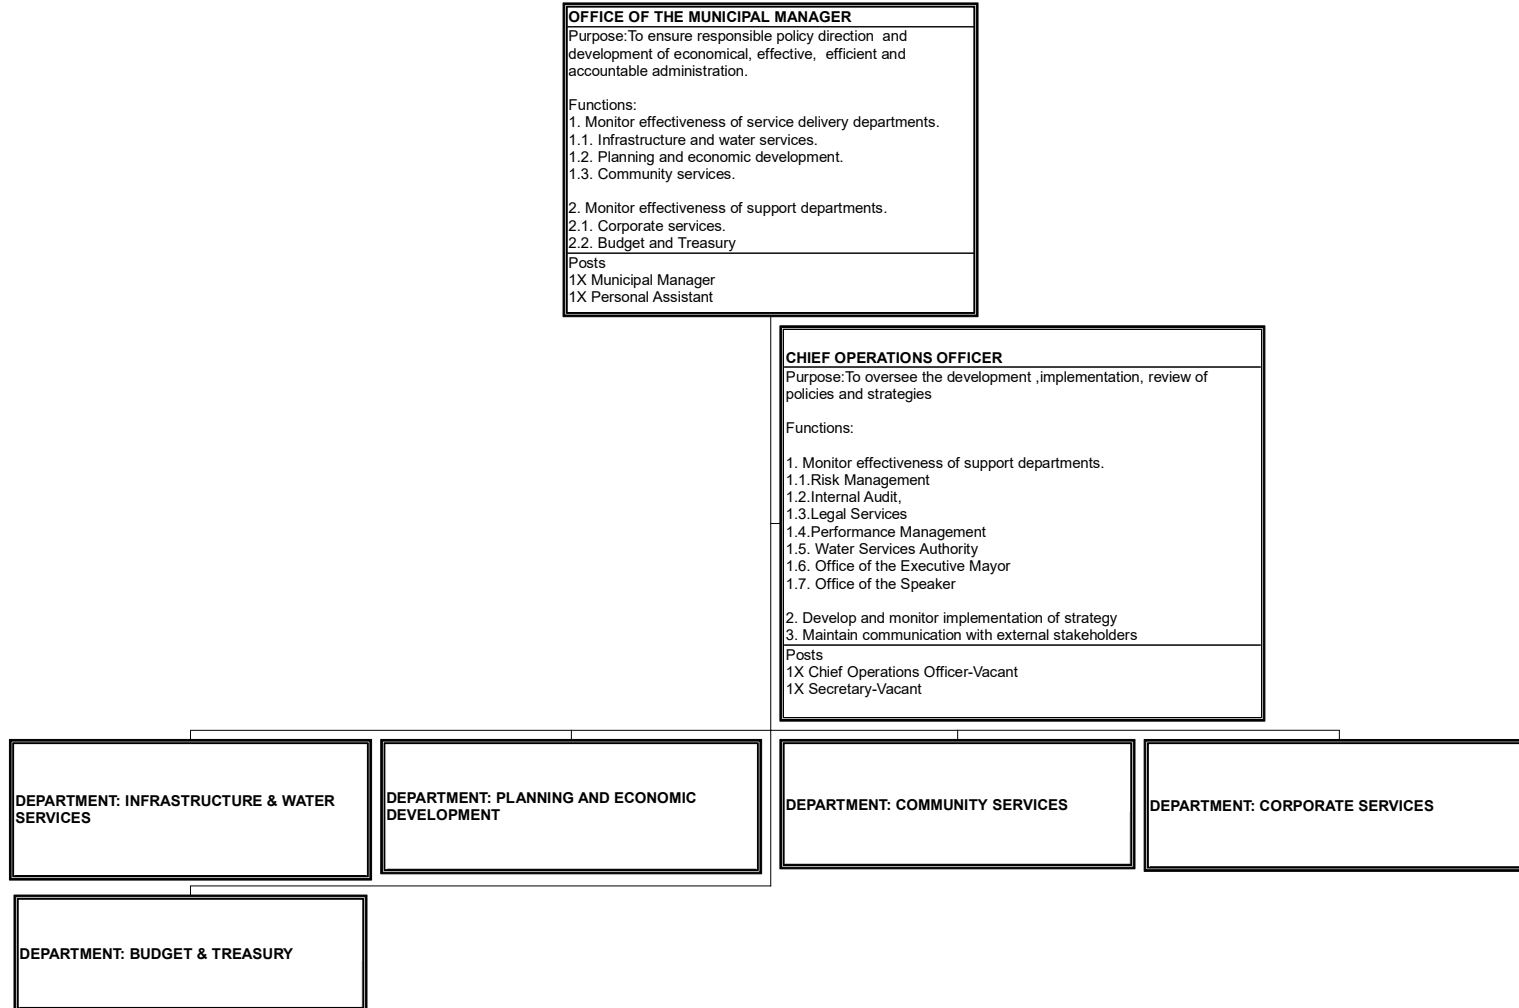 OFFICE OF THE MUNICIPAL MANAGER
Purpose:To ensure responsible policy direction  and
development of economical, effective,  efficient and
accountable administration.
Functions:
1. Monitor effectiveness of service delivery departments.
1.1. Infrastructure and water services.
1.2. Planning and economic development.
1.3. Community services.
2. Monitor effectiveness of support departments.
2.1. Corporate services.
2.2. Budget and Treasury
Posts
1X Municipal Manager
1X Personal Assistant
CHIEF OPERATIONS OFFICER
Purpose:To oversee the development ,implementation, review of
policies and strategies
Functions:
1. Monitor effectiveness of support departments.
1.1.Risk Management
1.2.Internal Audit,
1.3.Legal Services
1.4.Performance Management
1.5. Water Services Authority
1.6. Office of the Executive Mayor
1.7. Office of the Speaker
2. Develop and monitor implementation of strategy
3. Maintain communication with external stakeholders
Posts
1X Chief Operations Officer-Vacant
1X Secretary-Vacant
DEPARTMENT: INFRASTRUCTURE & WATER
SERVICES
DEPARTMENT: PLANNING AND ECONOMIC
DEVELOPMENT
DEPARTMENT: COMMUNITY SERVICES
DEPARTMENT: CORPORATE SERVICES
DEPARTMENT: BUDGET & TREASURY